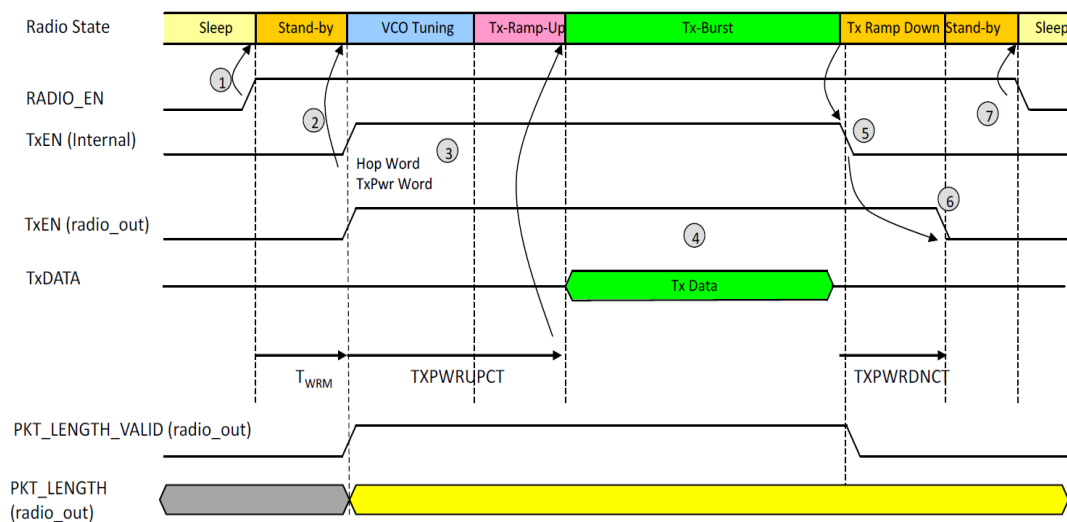 Radio State
Sleep Stand-by VCO Tuning Tx-Ramp-Up Tx-Burst Tx Ramp Down Stand-by Sleep
1
RADIO_EN
2
7
TxEN (Internal)
3
5
Hop Word
TxPwr Word
6
TxEN (radio_out)
4
TxDATA
Tx Data
TWRM
TXPWRUPCT
TXPWRDNCT
PKT_LENGTH_VALID (radio_out)
PKT_LENGTH
(radio_out)